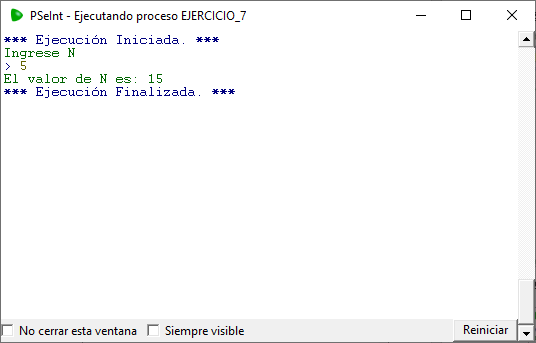 PSeInt - Ejecutando proceso EJERCICIO_7
*** Ejecución Iniciada. ***
Ingrese N
> 5
El valor de N es: 15
*** Ejecución Finalizada. ***
No cerrar esta ventana
Siempre visible
Reiniciar